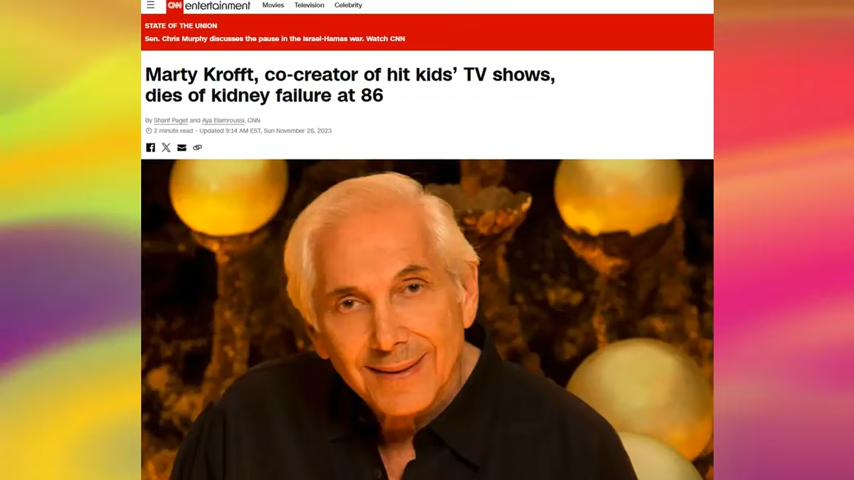 CNN entertainment Movies Television Celebrity
STATE OF THE UNION
Sen. Chris Murphy discusses the pause in the Israel-Hamas war. Watch CNN
Marty Krofft, co-creator of hit kids' TV shows,
dies of kidney failure at 86
By Sharif Paget and Aya Elamroussi, CNN
2 minute read · Updated 9:14 AM EST, Sun November 26, 2023